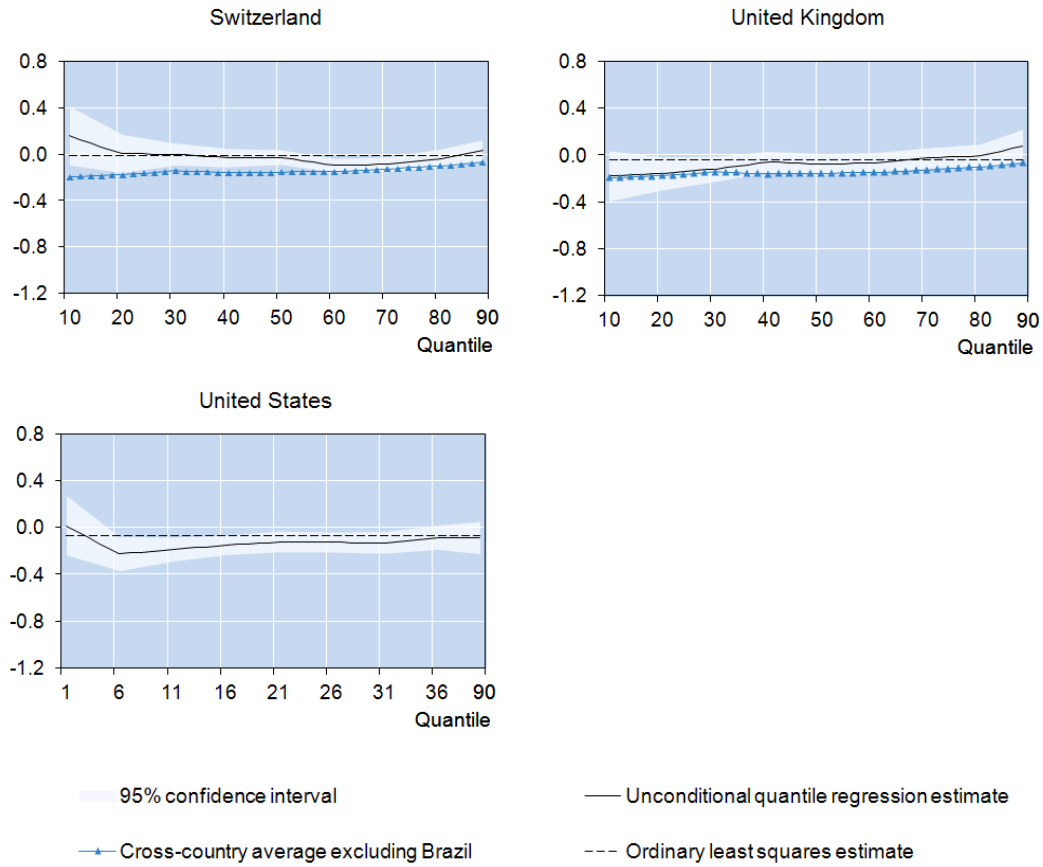 Switzerland
0.8
0.4
0.0
-0.4
-0.8
-1.2
10 20 30 40 50 60 70 80 90
Quantile
United Kingdom
0.8
0.4
0.0
-0.4
-0.8
-1.2
10 20 30 40 50 60 70 80 90
Quantile
United States
0.8
0.4
0.0
-0.4
-0.8
-1.2
1 6 11 16 21 26 31 36 90
Quantile
95% confidence interval
Unconditional quantile regression estimate
Cross-country average excluding Brazil
Ordinary least squares estimate